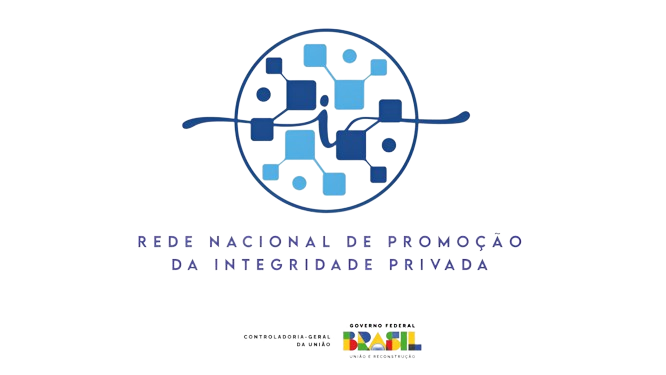 i
REDE NACIONAL DE PROMOÇÃO
DA INTEGRIDADE PRIVADA
CONTROLADORIA-GERAL
DA UNIÃO
GOVERNO FEDERAL
BRASIL
UNIÃO E RECONSTRUÇÃO